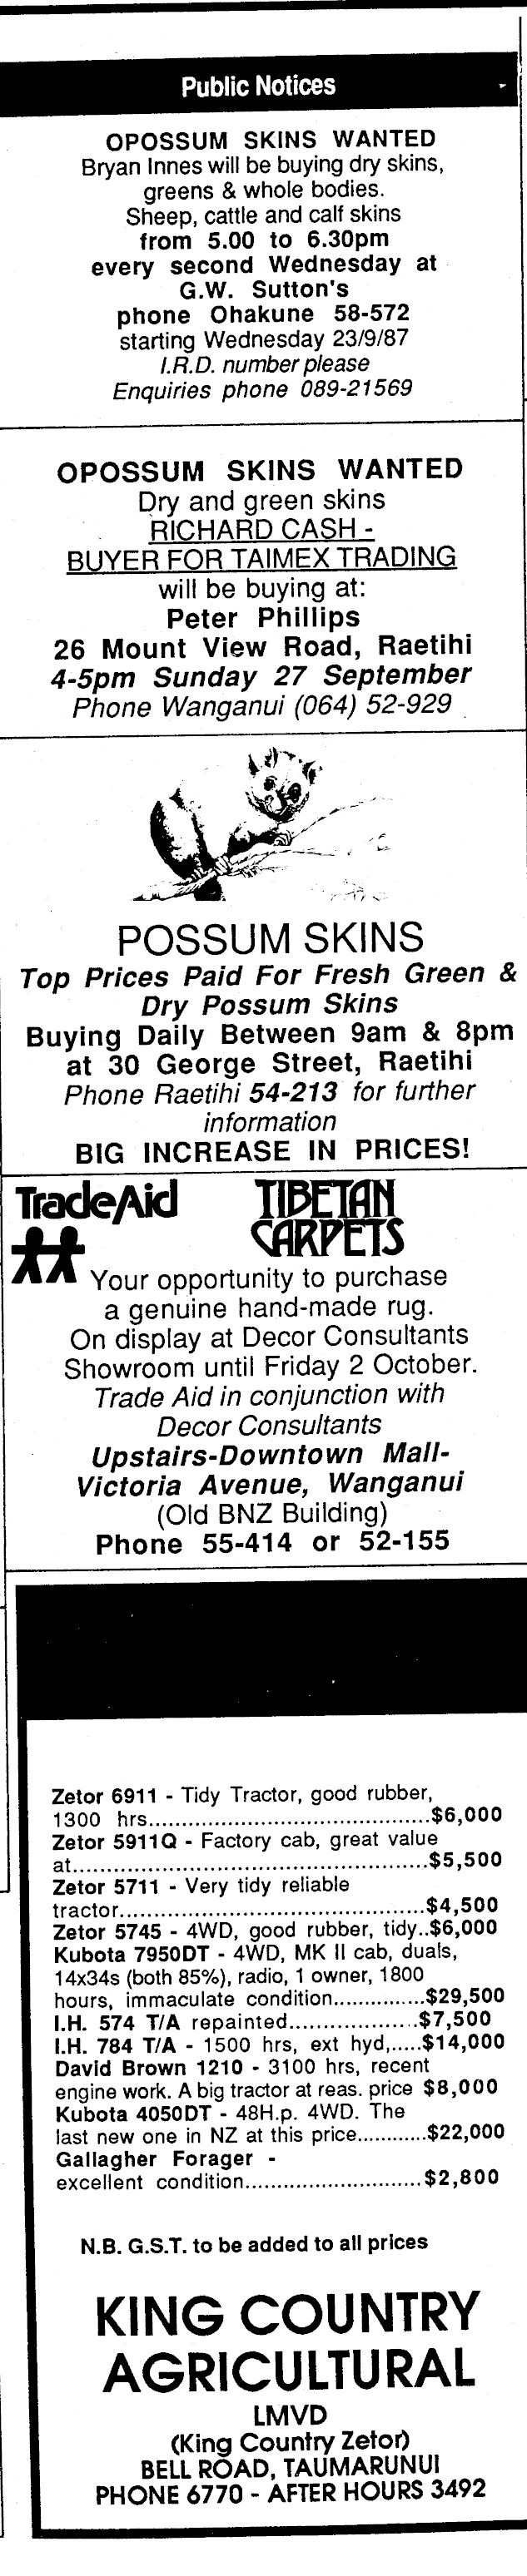 Public Notices
OPOSSUM SKINS WANTED
Bryan Innes will be buying dry skins,
greens & whole bodies.
Sheep, cattle and calf skins
from 5.00 to 6.30pm
every second Wednesday at
G.W. Sutton's
phone Ohakune 58-572
starting Wednesday 23/9/87
I.R.D. number please
Enquiries phone 089-21569
OPOSSUM SKINS WANTED
Dry and green skins
RICHARD CASH -
BUYER FOR TAIMEX TRADING
will be buying at:
Peter Phillips
26 Mount View Road, Raetihi
4-5pm Sunday 27 September
Phone Wanganui (064) 52-929
POSSUM SKINS
Top Prices Paid For Fresh Green &
Dry Possum Skins
Buying Daily Between 9am & 8pm
at 30 George Street, Raetihi
Phone Raetihi 54-213 for further
information
BIG INCREASE IN PRICES!
TradeAid TIBETAN
CARPETS
Your opportunity to purchase
a genuine hand-made rug.
On display at Decor Consultants
Showroom until Friday 2 October.
Trade Aid in conjunction with
Decor Consultants
Upstairs-Downtown Mall-
Victoria Avenue, Wanganui
(Old BNZ Building)
Phone 55-414 or 52-155
Zetor 6911 - Tidy Tractor, good rubber,
1300 hrs............................................$6,000
Zetor 5911Q - Factory cab, great value
at......................................................$5,500
Zetor 5711 - Very tidy reliable
tractor...............................................$4,500
Zetor 5745 - 4WD, good rubber, tidy..$6,000
Kubota 7950DT - 4WD, MK II cab, duals,
14x34s (both 85%), radio, 1 owner, 1800
hours, immaculate condition...............$29,500
I.H. 574 T/A repainted....................$7,500
I.H. 784 T/A - 1500 hrs, ext hyd,.....$14,000
David Brown 1210 - 3100 hrs, recent
engine work. A big tractor at reas. price $8,000
Kubota 4050DT - 48H.p. 4WD. The
last new one in NZ at this price............$22,000
Gallagher Forager -
excellent condition............................$2,800
N.B. G.S.T. to be added to all prices
KING COUNTRY
AGRICULTURAL
LMVD
(King Country Zetor)
BELL ROAD, TAUMARUNUI
PHONE 6770 - AFTER HOURS 3492